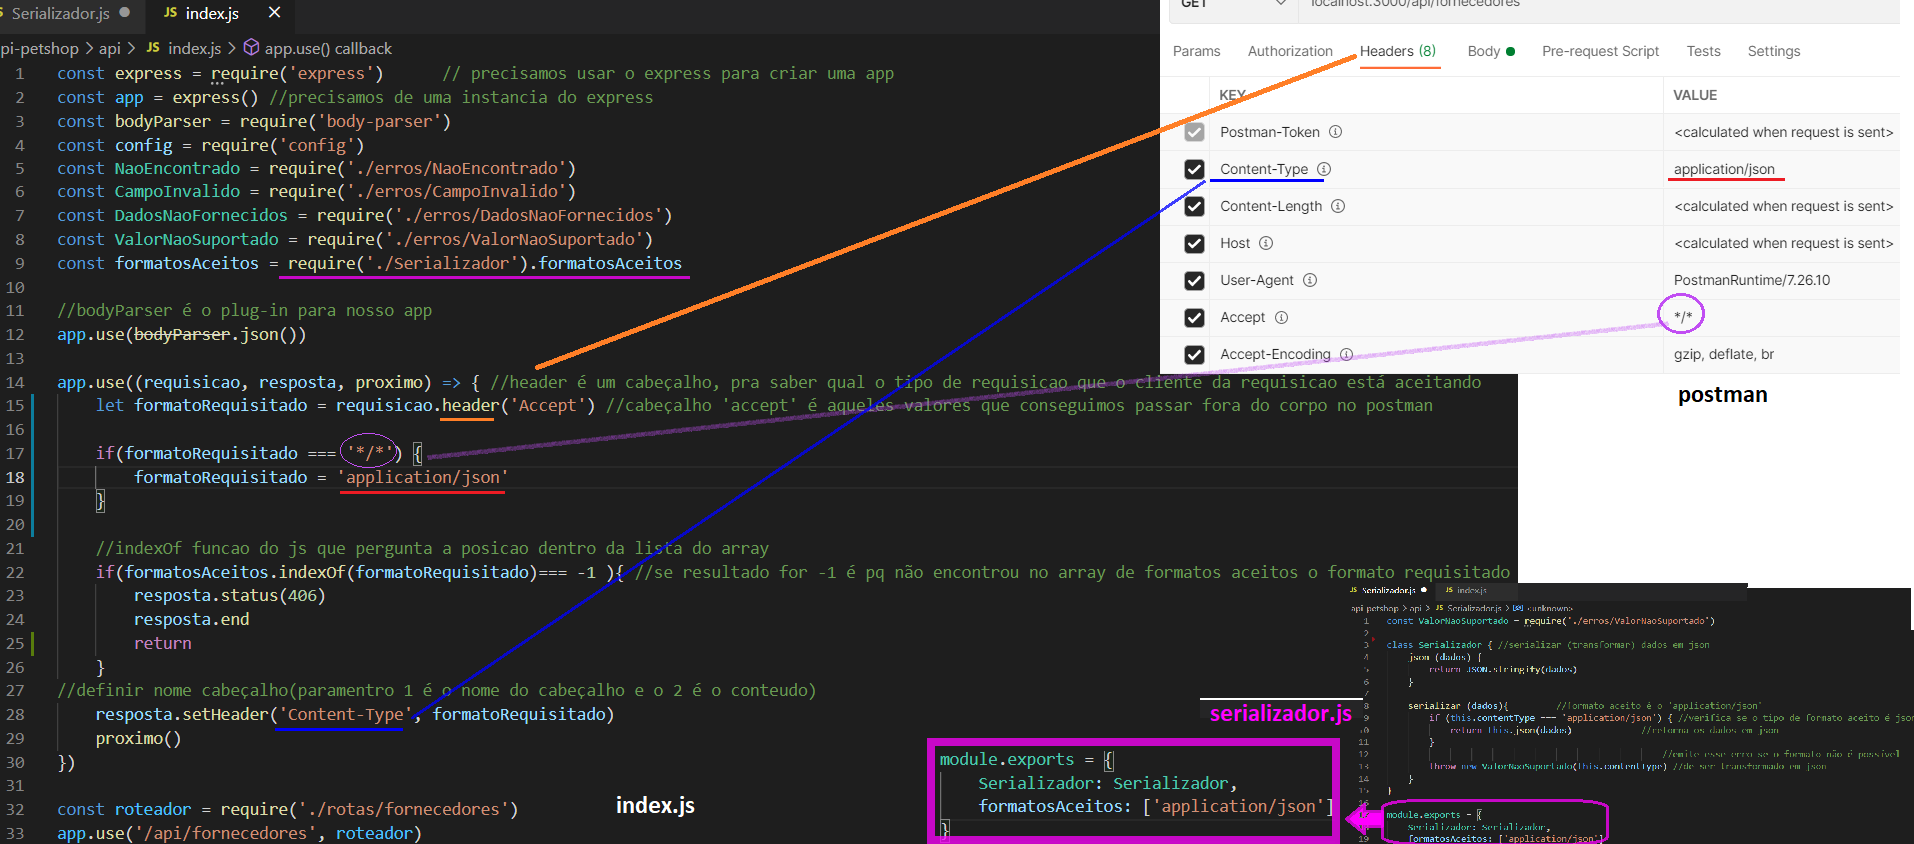 Serializador.js ●
JS index.js ×
pi-petshop > api > JS index.js > app.use() callback
1 const express = require('express') // precisamos usar o express para criar uma app
2 const app = express() //precisamos de uma instancia do express
3 const bodyParser = require('body-parser')
4 const config = require('config')
5 const NaoEncontrado = require('./erros/NaoEncontrado')
6 const CampoInvalido = require('./erros/CampoInvalido')
7 const DadosNaoFornecidos = require('./erros/DadosNaoFornecidos')
8 const ValorNaoSuportado = require('./erros/ValorNaoSuportado')
9 const formatosAceitos = require('./Serializador').formatosAceitos
10
11 //bodyParser é o plug-in para nosso app
12 app.use(bodyParser.json())
13
14 app.use((requisicao, resposta, proximo) => { //header é um cabeçalho, pra saber qual o tipo de requisicao que o cliente da requisicao está aceitando
15 let formatoRequisitado = requisicao.header('Accept') //cabeçalho 'accept' é aqueles valores que conseguimos passar fora do corpo no postman
16
17 if(formatoRequisitado === '*/*') {
18 formatoRequisitado = 'application/json'
19 }
20
21 //indexOf funcao do js que pergunta a posicao dentro da lista do array
22 if(formatosAceitos.indexOf(formatoRequisitado)=== -1 ){ //se resultado for -1 é pq não encontrou no array de formatos aceitos o formato requisitado
23 resposta.status(406)
24 resposta.end
25 return
26 }
27 //definir nome cabeçalho(paramentro 1 é o nome do cabeçalho e o 2 é o conteudo)
28 resposta.setHeader('Content-Type', formatoRequisitado)
29 proximo()
30 })
31
32 const roteador = require('./rotas/fornecedores')
33 app.use('/api/fornecedores', roteador)
index.js
GET localhost:3000/api/fornecedores
Params Authorization Headers (8) Body Pre-request Script Tests Settings
KEY VALUE
Postman-Token <calculated when request is sent>
Content-Type application/json
Content-Length <calculated when request is sent>
Host <calculated when request is sent>
User-Agent PostmanRuntime/7.26.10
Accept */*
Accept-Encoding gzip, deflate, br
postman
serializador.js
module.exports = {
Serializador: Serializador,
formatosAceitos: ['application/json']
}
JS Serializador.js ● JS index.js
api-petshop > api > JS Serializador.js > <unknown>
1 const ValorNaoSuportado = require('./erros/ValorNaoSuportado')
2
3 class Serializador { //serializar (transformar) dados em json
4 json (dados) {
5 return JSON.stringify(dados)
6 }
7
8 serializar (dados){ //formato aceito é o 'application/json'
9 if (this.contentType === 'application/json') { //verifica se o tipo de formato aceito é json
10 return this.json(dados) //retorna os dados em json
11 }
12 //emite esse erro se o formato não é possível
13 throw new ValorNaoSuportado(this.contentType) //de ser transformado em json
14 }
15 }
16
module.exports = {
Serializador: Serializador,
19 formatosAceitos: ['application/json']